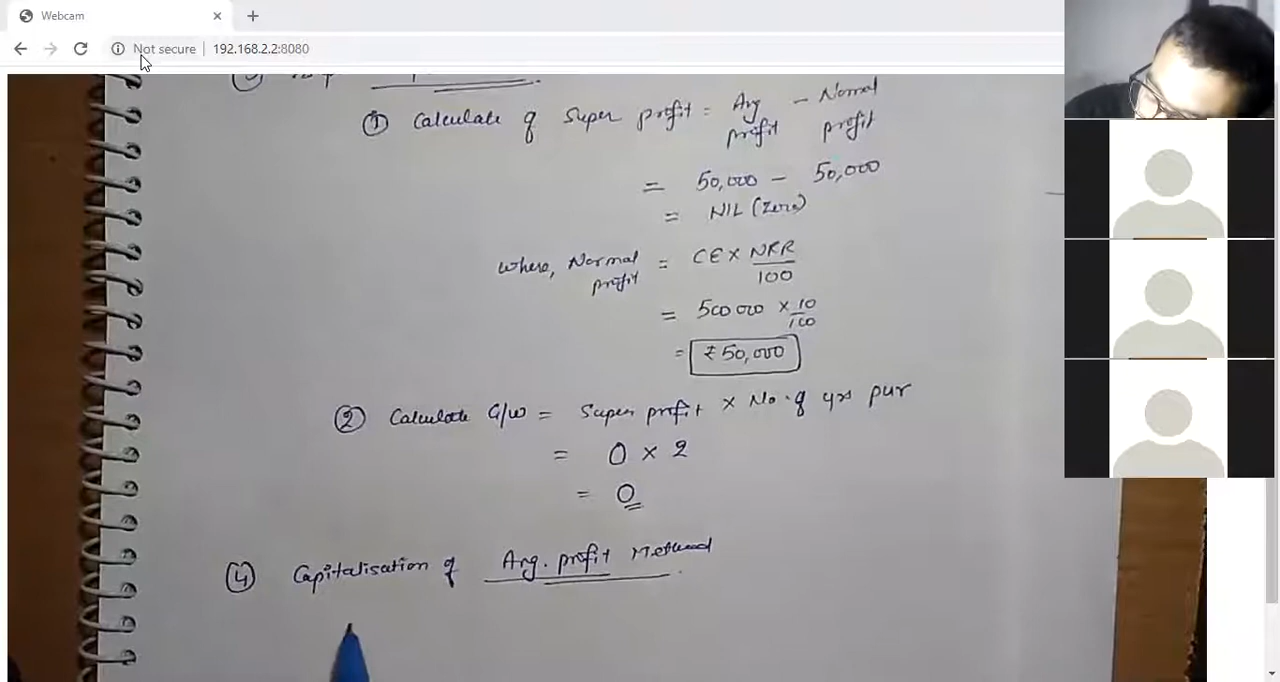 Webcam
Not secure 192.168.2.2:8080
① Calculate of Super profit = Avg profit - Normal profit
= 50,000 - 50,000
= NIL (Zero)
where, Normal profit = CE × NRR/100
= 500000 × 10/100
= ₹50,000
② Calculate G/W = Super profit × No. of yrs pur
= 0 × 2
= 0
④ Capitalisation of Avg. profit Method